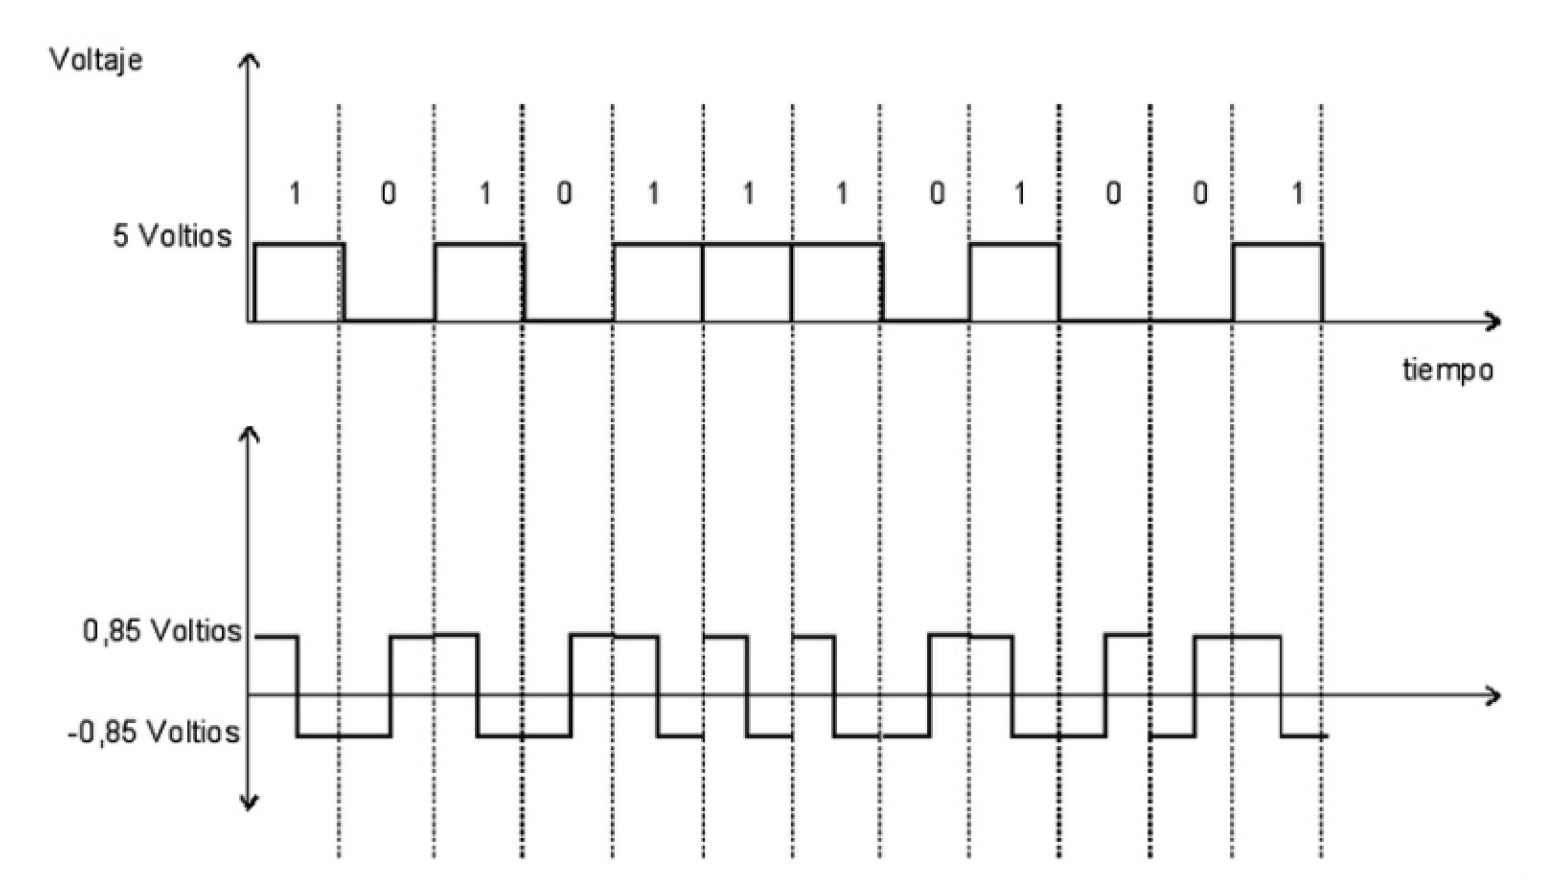 Voltaje
1 0 1 0 1 1 1 0 1 0 0 1
5 Voltios
tiempo
0,85 Voltios
-0,85 Voltios